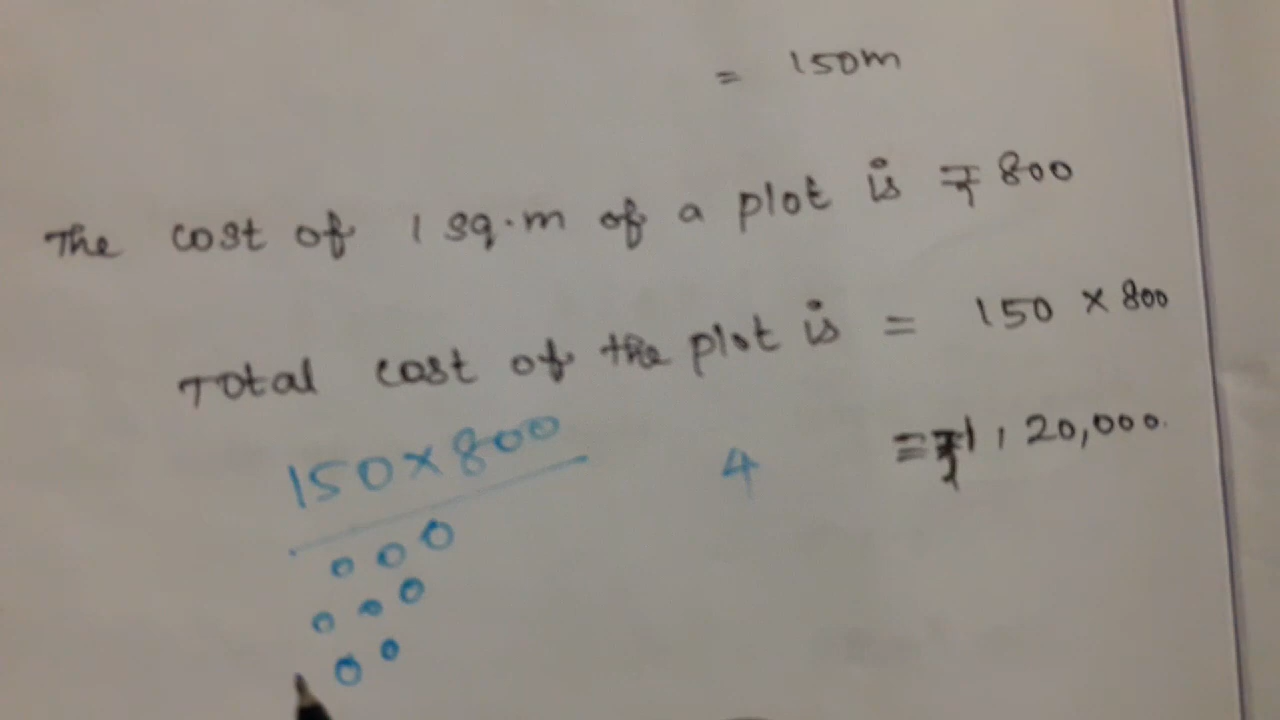 = 150m
The cost of 1 sq.m of a plot is ₹ 800
Total cost of the plot is = 150 × 800
= ₹ 1,20,000.
150×800
4
000
000
00